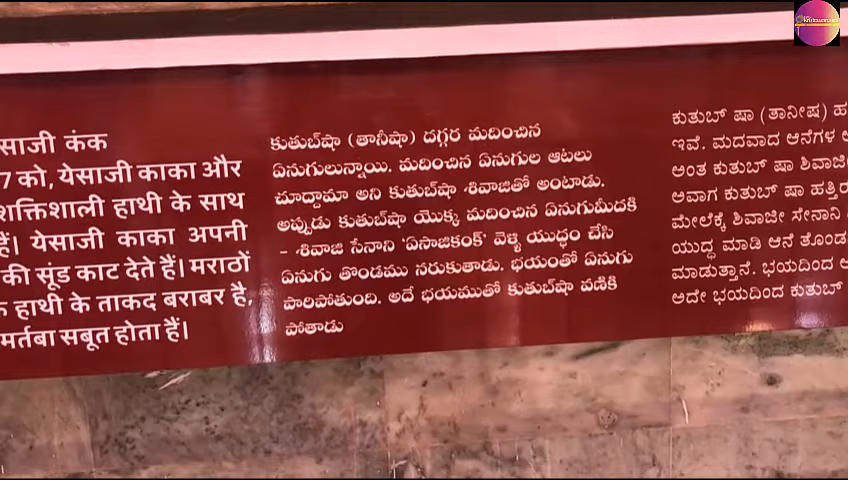 साजी कंक
7 को, येसाजी काका और
शक्तिशाली हाथी के साथ
हैं। येसाजी काका अपनी
की सूंड काट देते हैं। मराठों
हाथी के ताकद बराबर है,
मर्तबा सबूत होता हैं।
కుతుబ్‌షా (తానీషా) దగ్గర మదించిన
ఏనుగులున్నాయి. మదించిన ఏనుగుల ఆటలు
చూద్దామా అని కుతుబ్‌షా శివాజీతో అంటాడు.
అప్పుడు కుతుబ్‌షా యొక్క మదించిన ఏనుగుమీదకి
- శివాజి సేనాని 'ఏసాజికంక్' వెళ్ళి యుద్ధం చేసి
ఏనుగు తొండము నరుకుతాడు. భయంతో ఏనుగు
పారిపోతుంది. అదే భయముతో కుతుబ్‌షా వణికి
పోతాడు
ಕುತುಬ್ ಷಾ (ತಾನೀಷ) ಹ
ಇವೆ. ಮದವಾದ ಆನೆಗಳ
ಅಂತ ಕುತುಬ್ ಷಾ ಶಿವಾಜೀ
ಅವಾಗ ಕುತುಬ್ ಷಾ ಹತ್ತಿರ
ಮೇಲೆಕ್ಕೆ ಶಿವಾಜೀ ಸೇನಾನಿ
ಯುದ್ಧ ಮಾಡಿ ಆನೆ ತೊಂಡ
ಮಾಡುತ್ತಾನೆ. ಭಯದಿಂದ
ಅದೇ ಭಯದಿಂದ ಕುತುಬ್